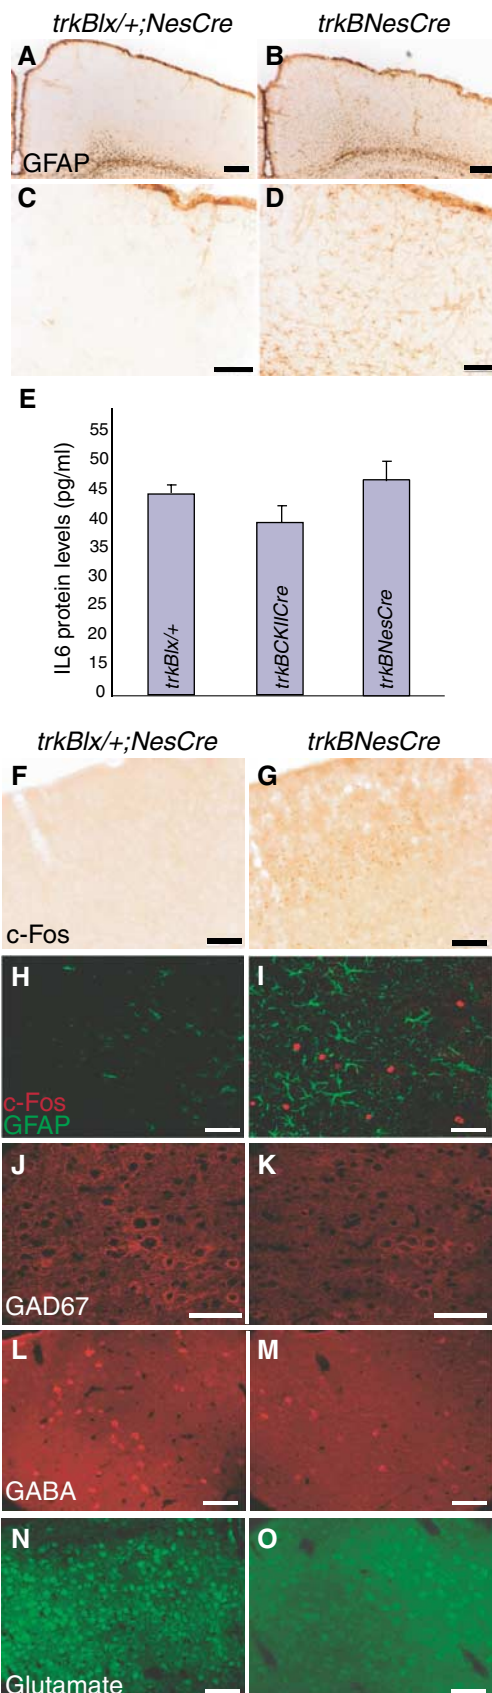 trkBlx/+;NesCre trkBNesCre
A B
GFAP
C D
E
IL6 protein levels (pg/ml)
55
50
45
40
35
30
25
20
15
0
trkBlx/+
trkBCKIICre
trkBNesCre
trkBlx/+;NesCre trkBNesCre
F G
c-Fos
H I
c-Fos
GFAP
J K
GAD67
L M
GABA
N O
Glutamate